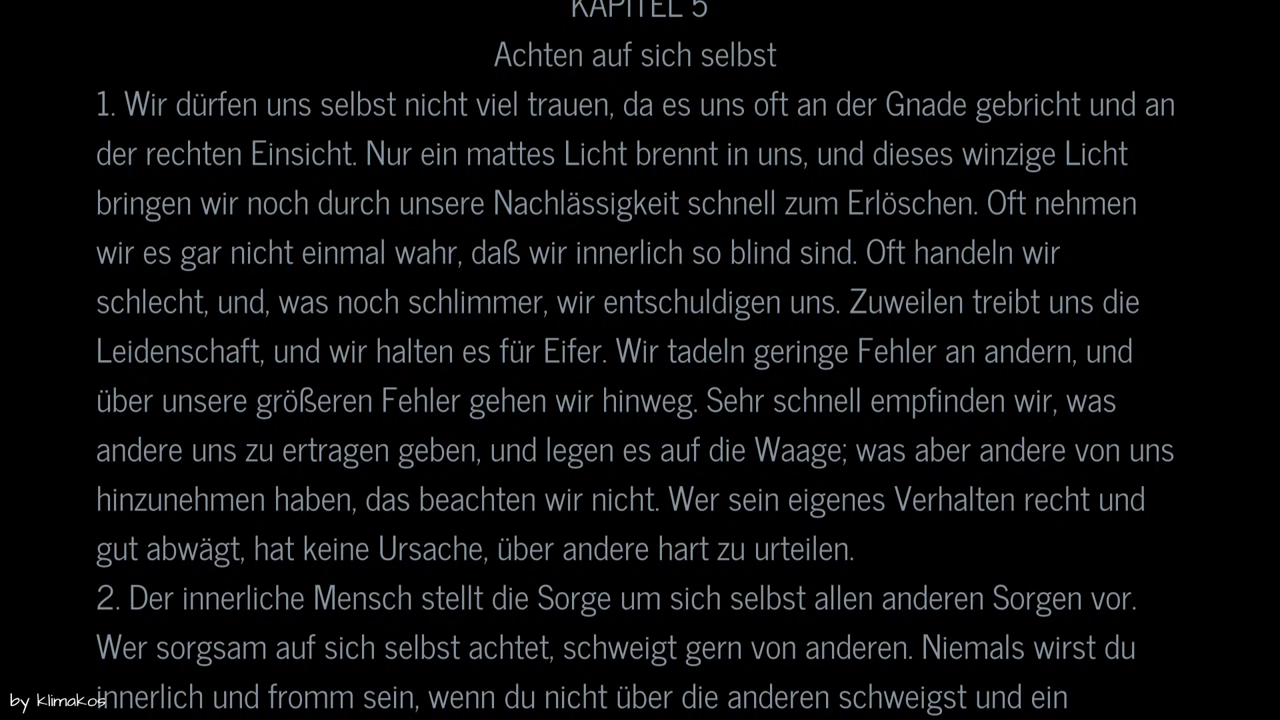 KAPITEL 5
Achten auf sich selbst
1. Wir dürfen uns selbst nicht viel trauen, da es uns oft an der Gnade gebricht und an
der rechten Einsicht. Nur ein mattes Licht brennt in uns, und dieses winzige Licht
bringen wir noch durch unsere Nachlässigkeit schnell zum Erlöschen. Oft nehmen
wir es gar nicht einmal wahr, daß wir innerlich so blind sind. Oft handeln wir
schlecht, und, was noch schlimmer, wir entschuldigen uns. Zuweilen treibt uns die
Leidenschaft, und wir halten es für Eifer. Wir tadeln geringe Fehler an andern, und
über unsere größeren Fehler gehen wir hinweg. Sehr schnell empfinden wir, was
andere uns zu ertragen geben, und legen es auf die Waage; was aber andere von uns
hinzunehmen haben, das beachten wir nicht. Wer sein eigenes Verhalten recht und
gut abwägt, hat keine Ursache, über andere hart zu urteilen.
2. Der innerliche Mensch stellt die Sorge um sich selbst allen anderen Sorgen vor.
Wer sorgsam auf sich selbst achtet, schweigt gern von anderen. Niemals wirst du
innerlich und fromm sein, wenn du nicht über die anderen schweigst und ein
by klimakos